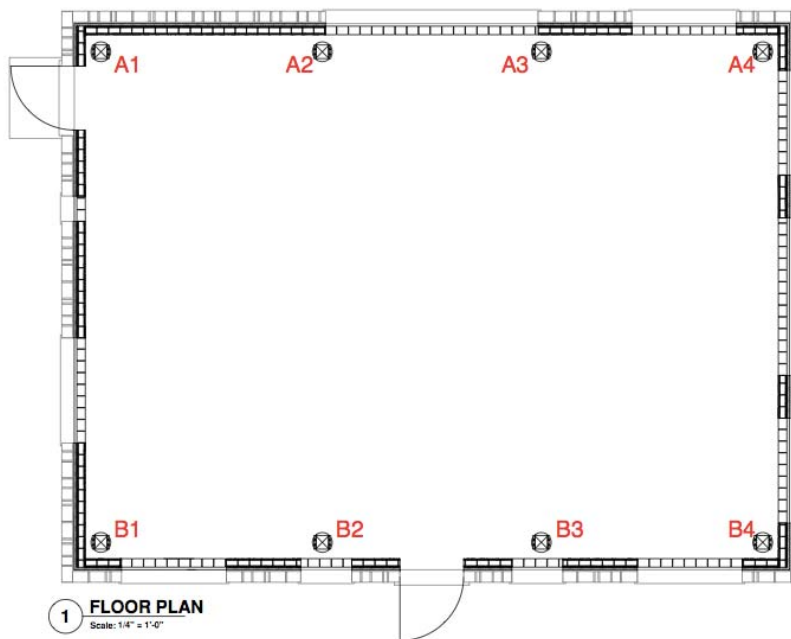 A1 A2 A3 A4
B1 B2 B3 B4
1 FLOOR PLAN
Scale: 1/4" = 1'-0"